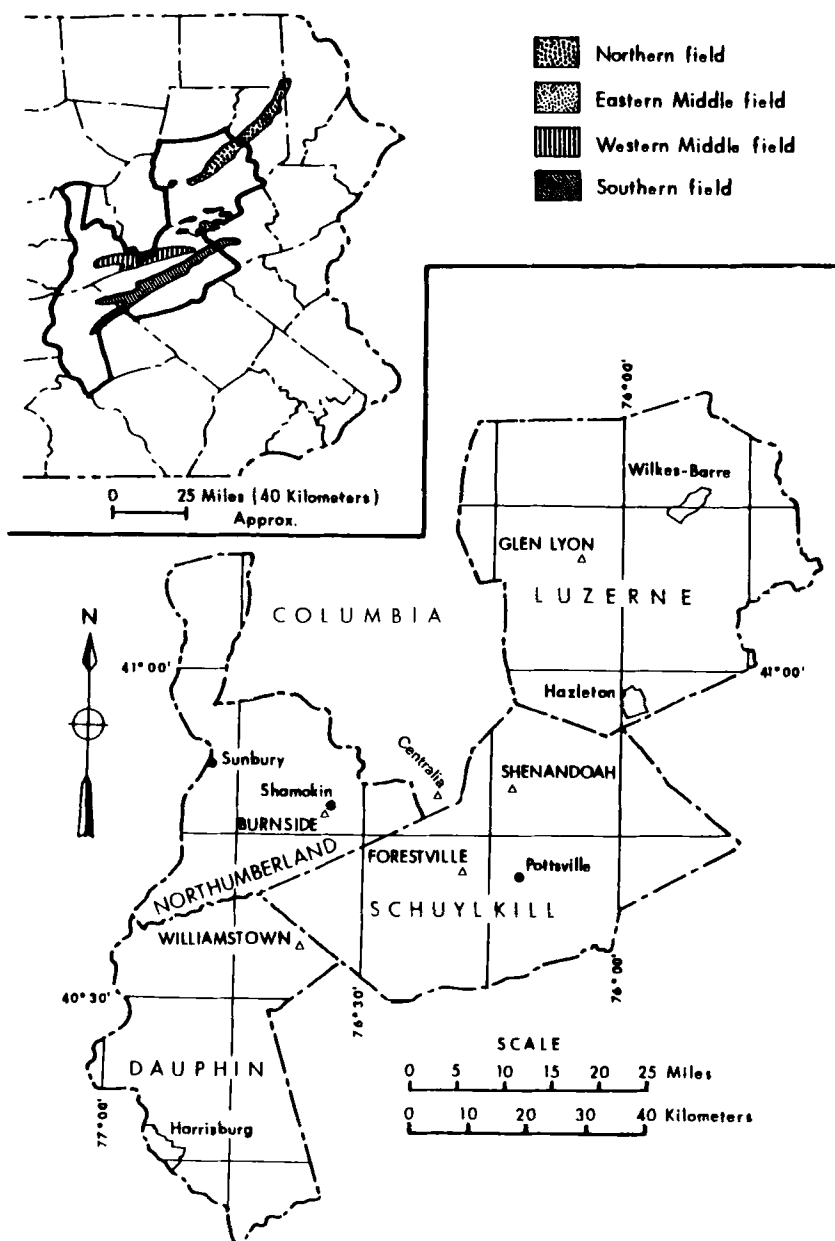 Northern field
Eastern Middle field
Western Middle field
Southern field
0 25 Miles (40 Kilometers)
Approx.
76°00'
Wilkes-Barre
GLEN LYON
LUZERNE
COLUMBIA
N
41°00'
41°00'
Hazleton
Sunbury
Centralia
SHENANDOAH
Shamokin
BURNSIDE
NORTHUMBERLAND
FORESTVILLE
Pottsville
SCHUYLKILL
WILLIAMSTOWN
76°00'
40°30'
76°30'
SCALE
0 5 10 15 20 25 Miles
0 10 20 30 40 Kilometers
DAUPHIN
77°00'
Harrisburg